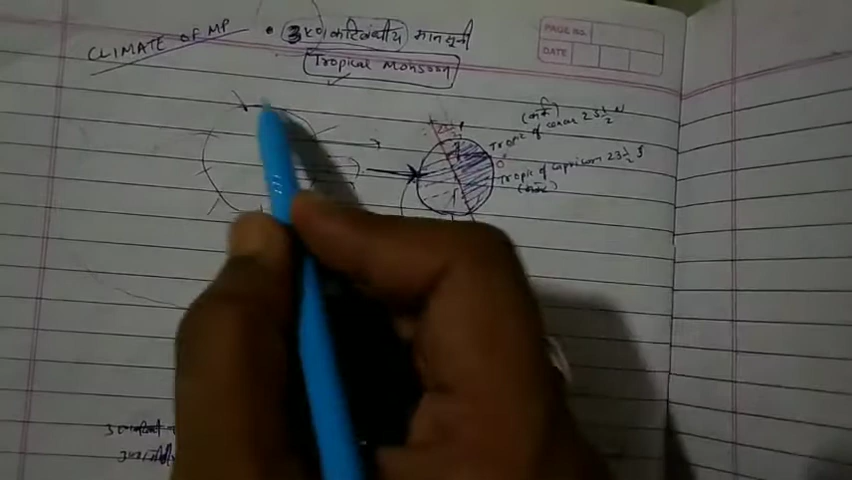 CLIMATE OF MP
• उष्ण कटिबंधीय मानसूनी
Tropical Monsoon
PAGE NO.
DATE
(कर्क)
Tropic of cancer 23½ N
0°
Tropic of capricorn 23½ S
(मकर)